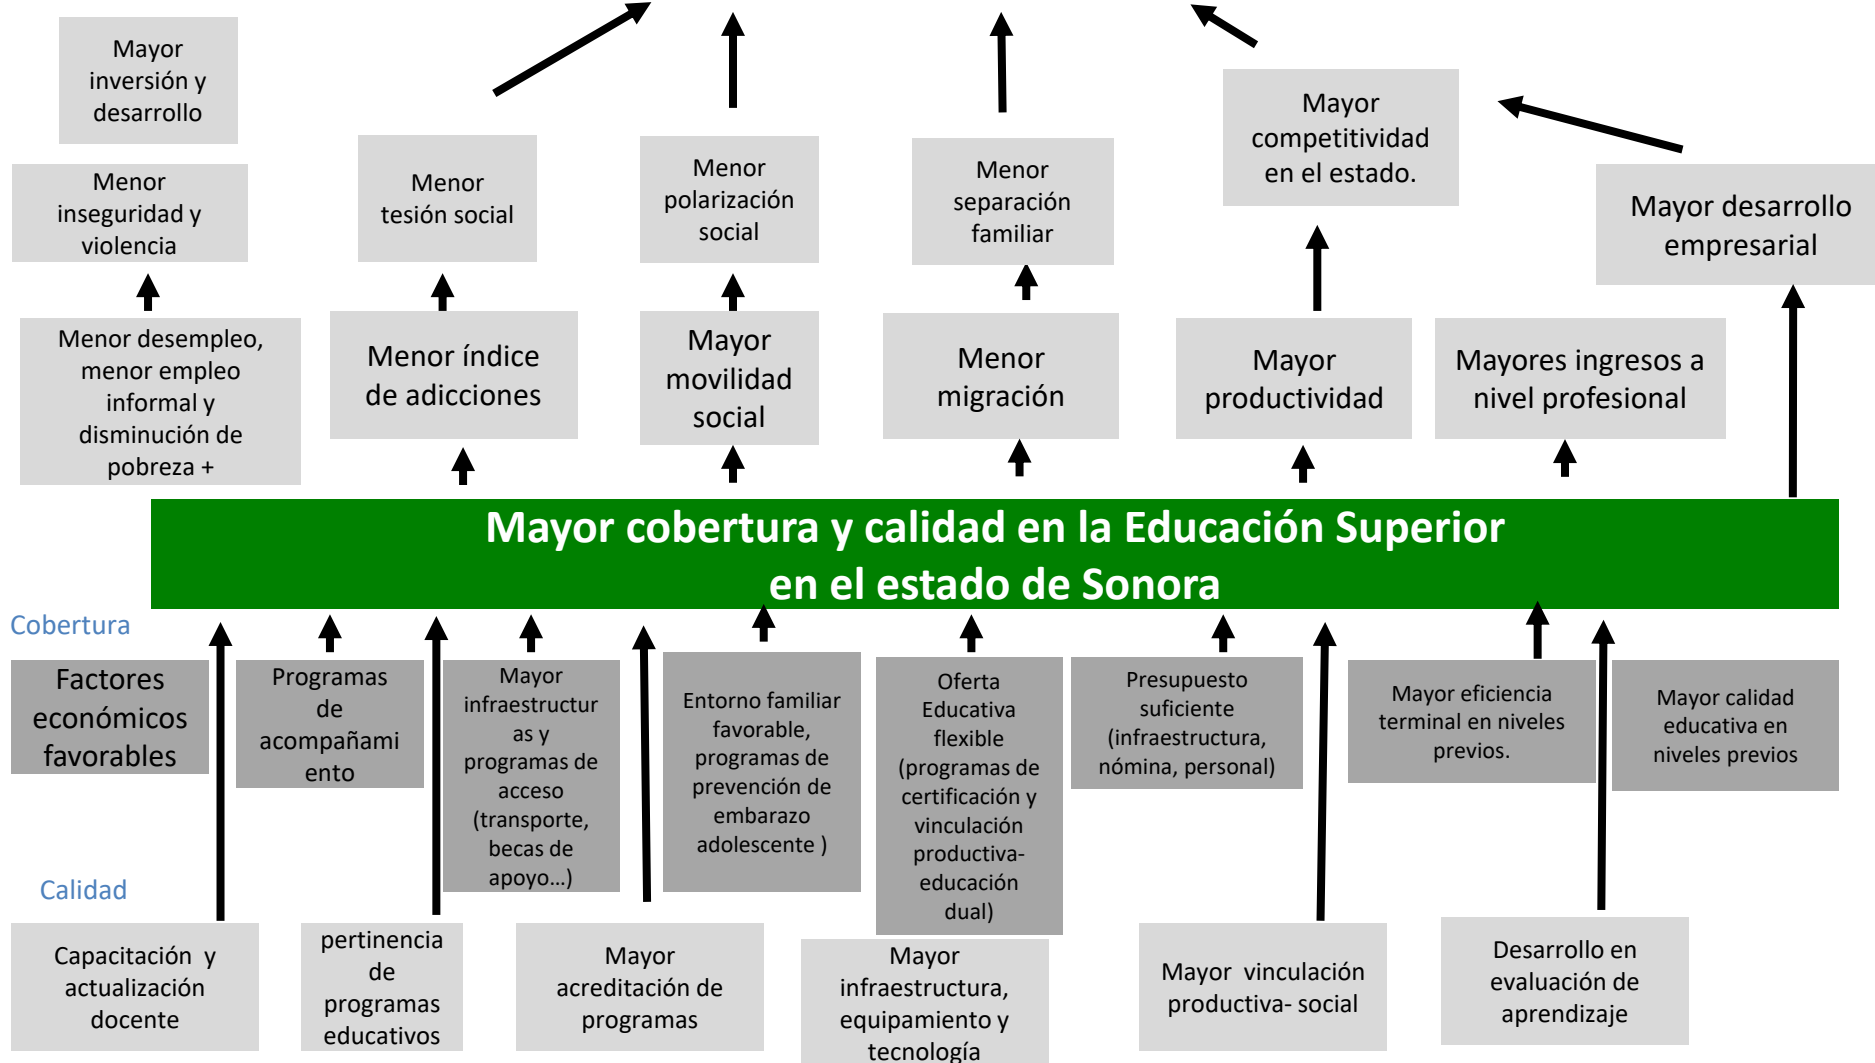 Mayor
inversión y
desarrollo
Menor
inseguridad y
violencia
Menor
tesión social
Menor
polarización
social
Menor
separación
familiar
Mayor
competitividad
en el estado.
Mayor desarrollo
empresarial
Menor desempleo,
menor empleo
informal y
disminución de
pobreza +
Menor índice
de adicciones
Mayor
movilidad
social
Menor
migración
Mayor
productividad
Mayores ingresos a
nivel profesional
Mayor cobertura y calidad en la Educación Superior
en el estado de Sonora
Cobertura
Factores
económicos
favorables
Programas
de
acompañami
ento
Mayor
infraestructur
as y
programas de
acceso
(transporte,
becas de
apoyo…)
Entorno familiar
favorable,
programas de
prevención de
embarazo
adolescente )
Oferta
Educativa
flexible
(programas de
certificación y
vinculación
productiva-
educación
dual)
Presupuesto
suficiente
(infraestructura,
nómina, personal)
Mayor eficiencia
terminal en niveles
previos.
Mayor calidad
educativa en
niveles previos
Calidad
Capacitación  y
actualización
docente
pertinencia
de
programas
educativos
Mayor
acreditación de
programas
Mayor
infraestructura,
equipamiento y
tecnología
Mayor  vinculación
productiva- social
Desarrollo en
evaluación de
aprendizaje